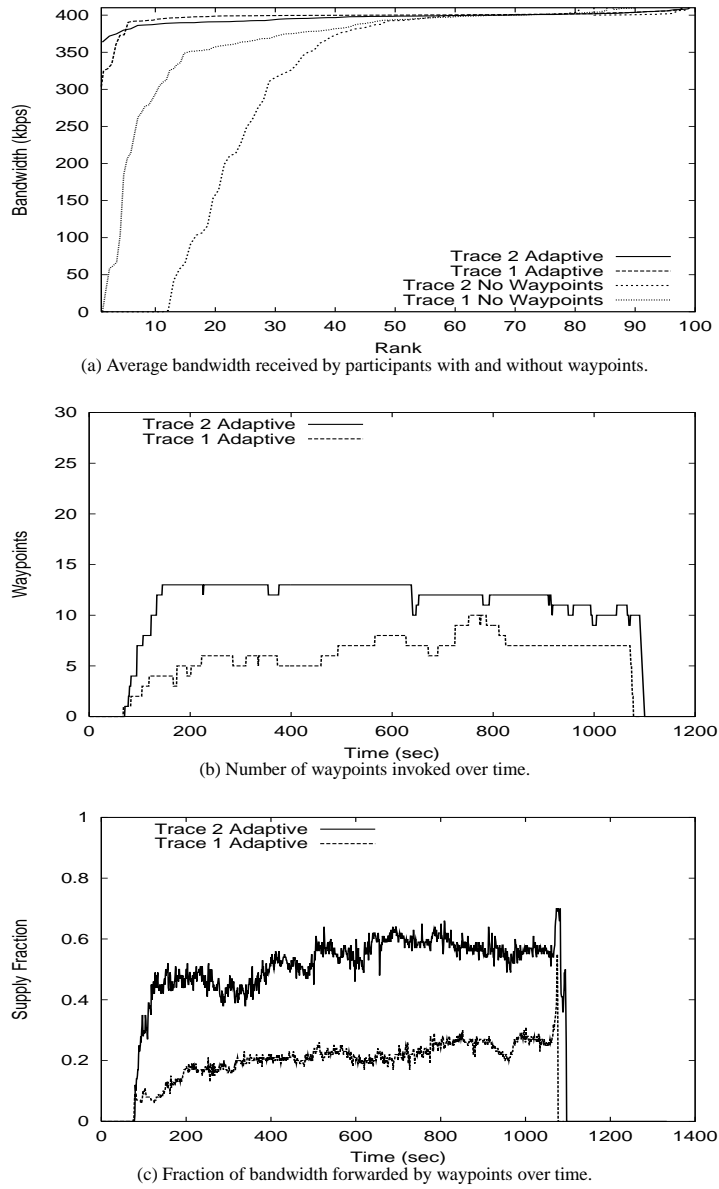 400
350
300
250
200
150
100
50
0
Bandwidth (kbps)
Trace 2 Adaptive
Trace 1 Adaptive
Trace 2 No Waypoints
Trace 1 No Waypoints
10 20 30 40 50 60 70 80 90 100
Rank
(a) Average bandwidth received by participants with and without waypoints.
30
25
20
15
10
5
0
Waypoints
Trace 2 Adaptive
Trace 1 Adaptive
0 200 400 600 800 1000 1200
Time (sec)
(b) Number of waypoints invoked over time.
1
0.8
0.6
0.4
0.2
0
Supply Fraction
Trace 2 Adaptive
Trace 1 Adaptive
0 200 400 600 800 1000 1200 1400
Time (sec)
(c) Fraction of bandwidth forwarded by waypoints over time.